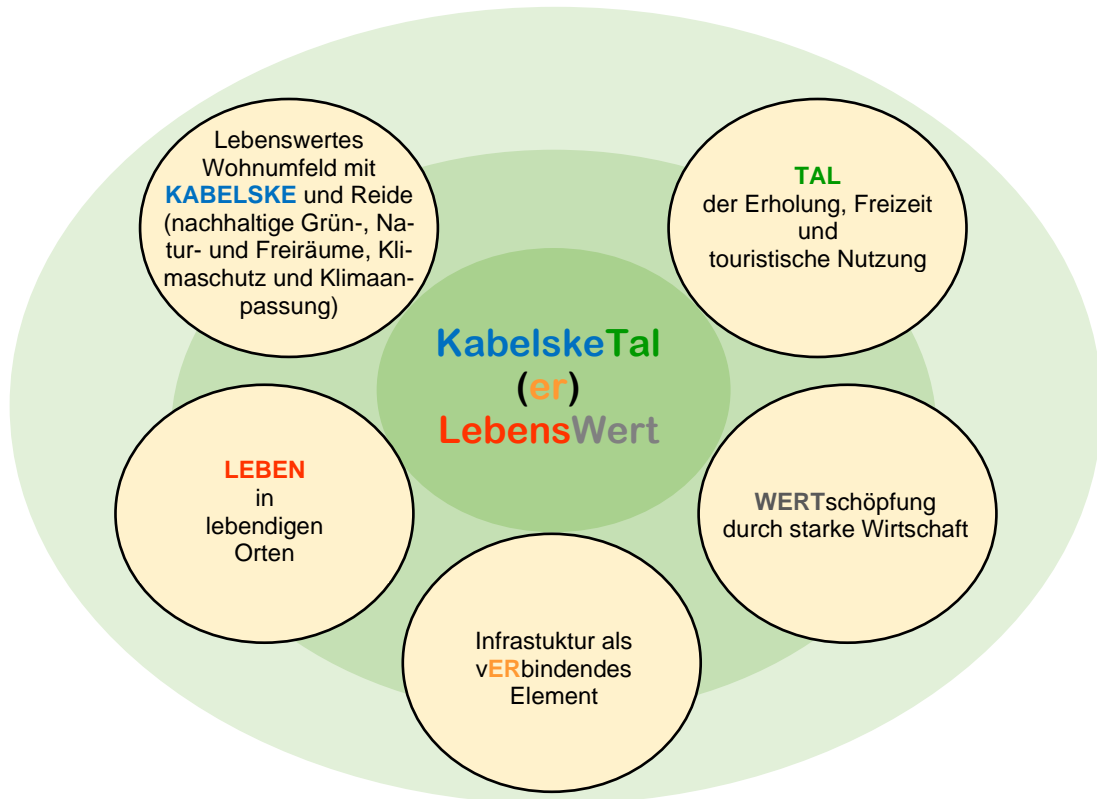 Lebenswertes
Wohnumfeld mit
KABELSKE und Reide
(nachhaltige Grün-, Na-
tur- und Freiräume, Kli-
maschutz und Klimaan-
passung)
TAL
der Erholung, Freizeit
und
touristische Nutzung
KabelskeTal
(er)
LebensWert
LEBEN
in
lebendigen
Orten
WERTschöpfung
durch starke Wirtschaft
Infrastuktur als
vERbindendes
Element